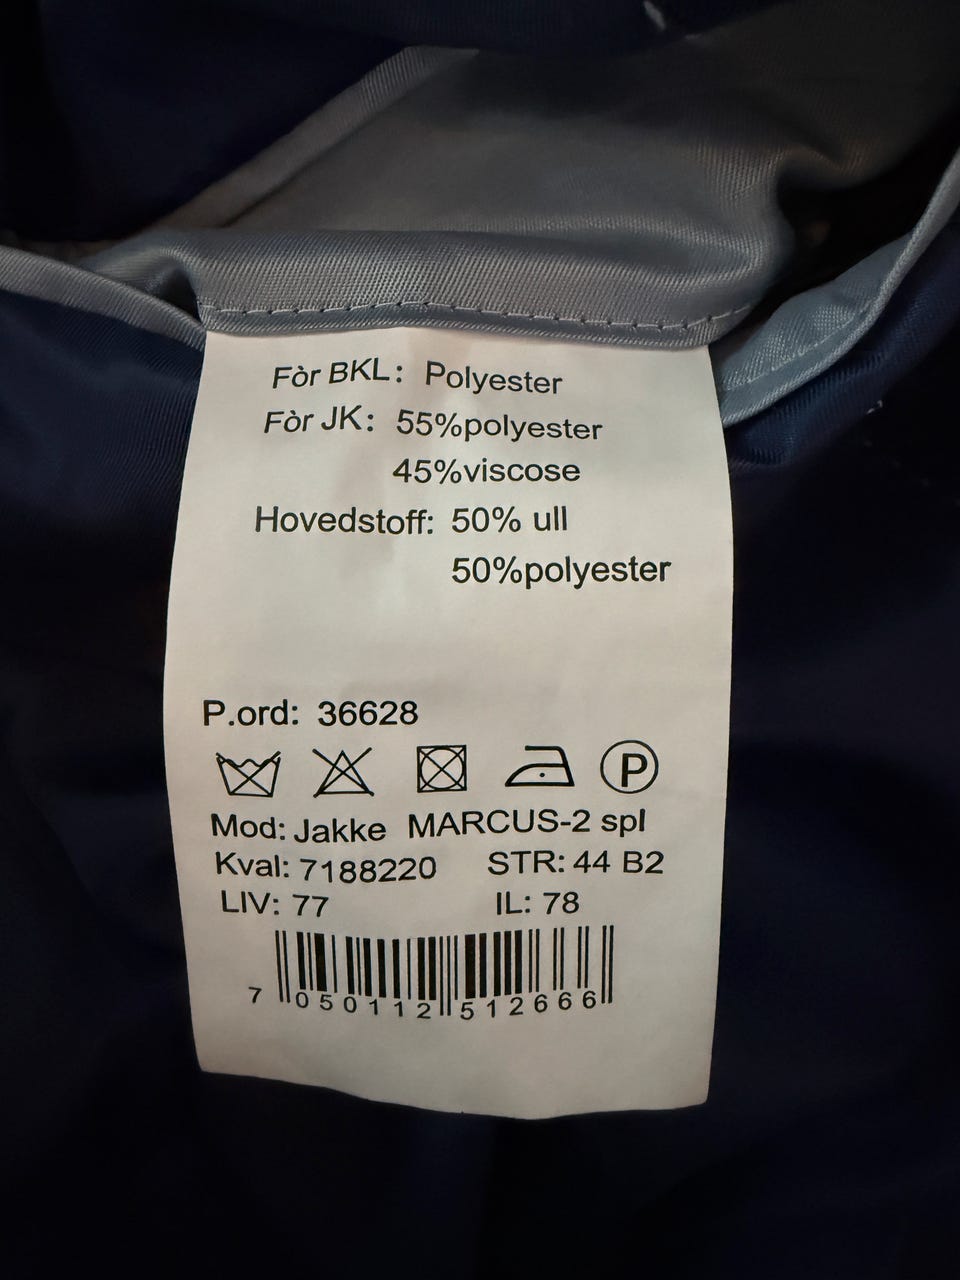 Fòr BKL: Polyester
Fòr JK: 55%polyester
45%viscose
Hovedstoff: 50% ull
50%polyester
P.ord: 36628
P
Mod: Jakke MARCUS-2 spl
Kval: 7188220 STR: 44 B2
LIV: 77 IL: 78
7 050112 512666